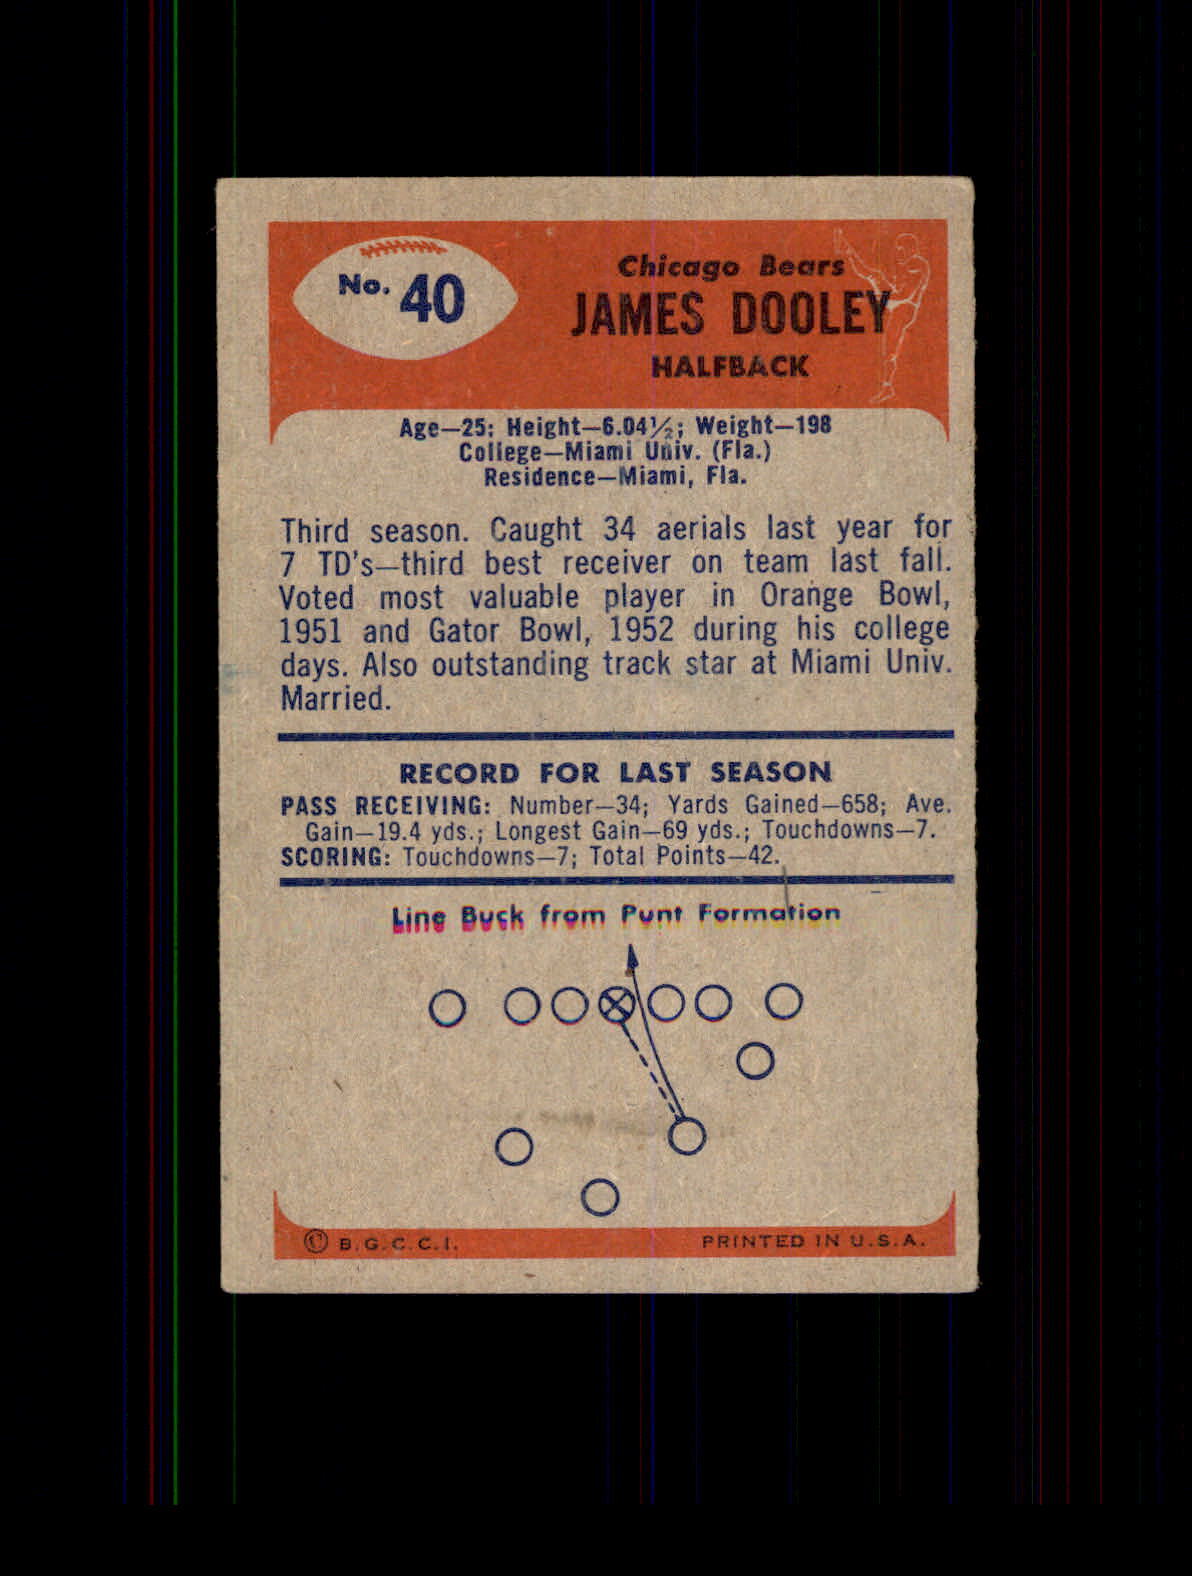 No. 40
Chicago Bears
JAMES DOOLEY
HALFBACK
Age—25; Height—6.04½; Weight—198
College—Miami Univ. (Fla.)
Residence—Miami, Fla.
Third season. Caught 34 aerials last year for
7 TD's—third best receiver on team last fall.
Voted most valuable player in Orange Bowl,
1951 and Gator Bowl, 1952 during his college
days. Also outstanding track star at Miami Univ.
Married.
RECORD FOR LAST SEASON
PASS RECEIVING: Number—34; Yards Gained—658; Ave.
Gain—19.4 yds.; Longest Gain—69 yds.; Touchdowns—7.
SCORING: Touchdowns—7; Total Points—42.
Line Buck from Punt Formation
© B.G.C.C.I.
PRINTED IN U.S.A.